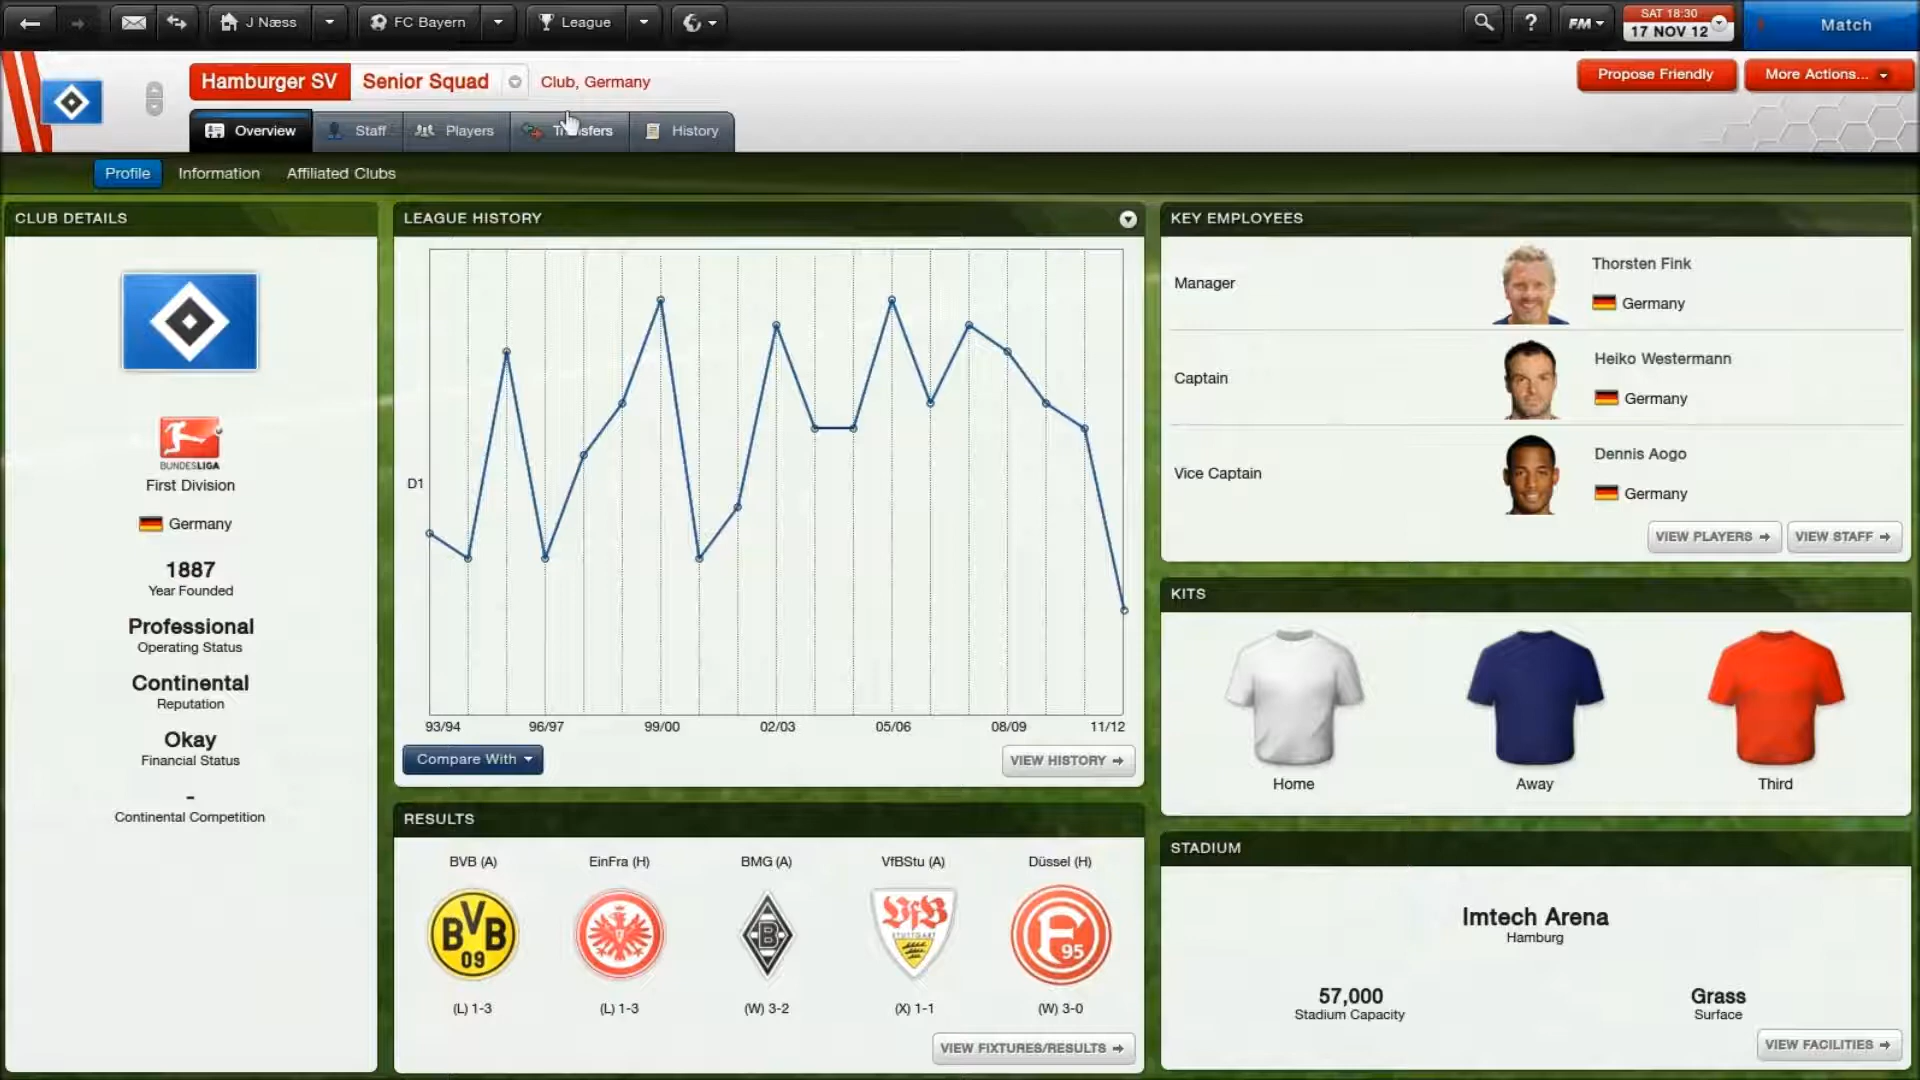 J Næss
FC Bayern
League
FM
SAT 18:30
17 NOV 12
Match
Hamburger SV
Senior Squad
Club, Germany
Propose Friendly
More Actions...
Overview
Staff
Players
Transfers
History
Profile
Information
Affiliated Clubs
CLUB DETAILS
BUNDESLIGA
First Division
Germany
1887
Year Founded
Professional
Operating Status
Continental
Reputation
Okay
Financial Status
-
Continental Competition
LEAGUE HISTORY
D1
93/94 96/97 99/00 02/03 05/06 08/09 11/12
Compare With
VIEW HISTORY
RESULTS
BVB (A) EinFra (H) BMG (A) VfBStu (A) Düssel (H)
BVB
09
B
VfB
STUTTGART
F
95
(L) 1-3 (L) 1-3 (W) 3-2 (X) 1-1 (W) 3-0
VIEW FIXTURES/RESULTS
KEY EMPLOYEES
Manager
Thorsten Fink
Germany
Captain
Heiko Westermann
Germany
Vice Captain
Dennis Aogo
Germany
VIEW PLAYERS
VIEW STAFF
KITS
Home Away Third
STADIUM
Imtech Arena
Hamburg
57,000
Stadium Capacity
Grass
Surface
VIEW FACILITIES